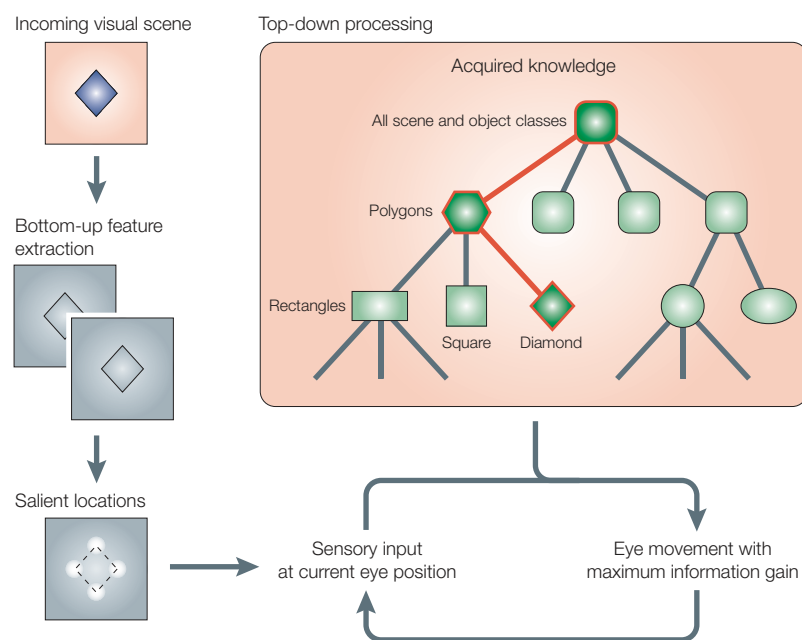 Incoming visual scene
Top-down processing
Acquired knowledge
All scene and object classes
Polygons
Bottom-up feature
extraction
Rectangles
Square
Diamond
Salient locations
Sensory input
at current eye position
Eye movement with
maximum information gain